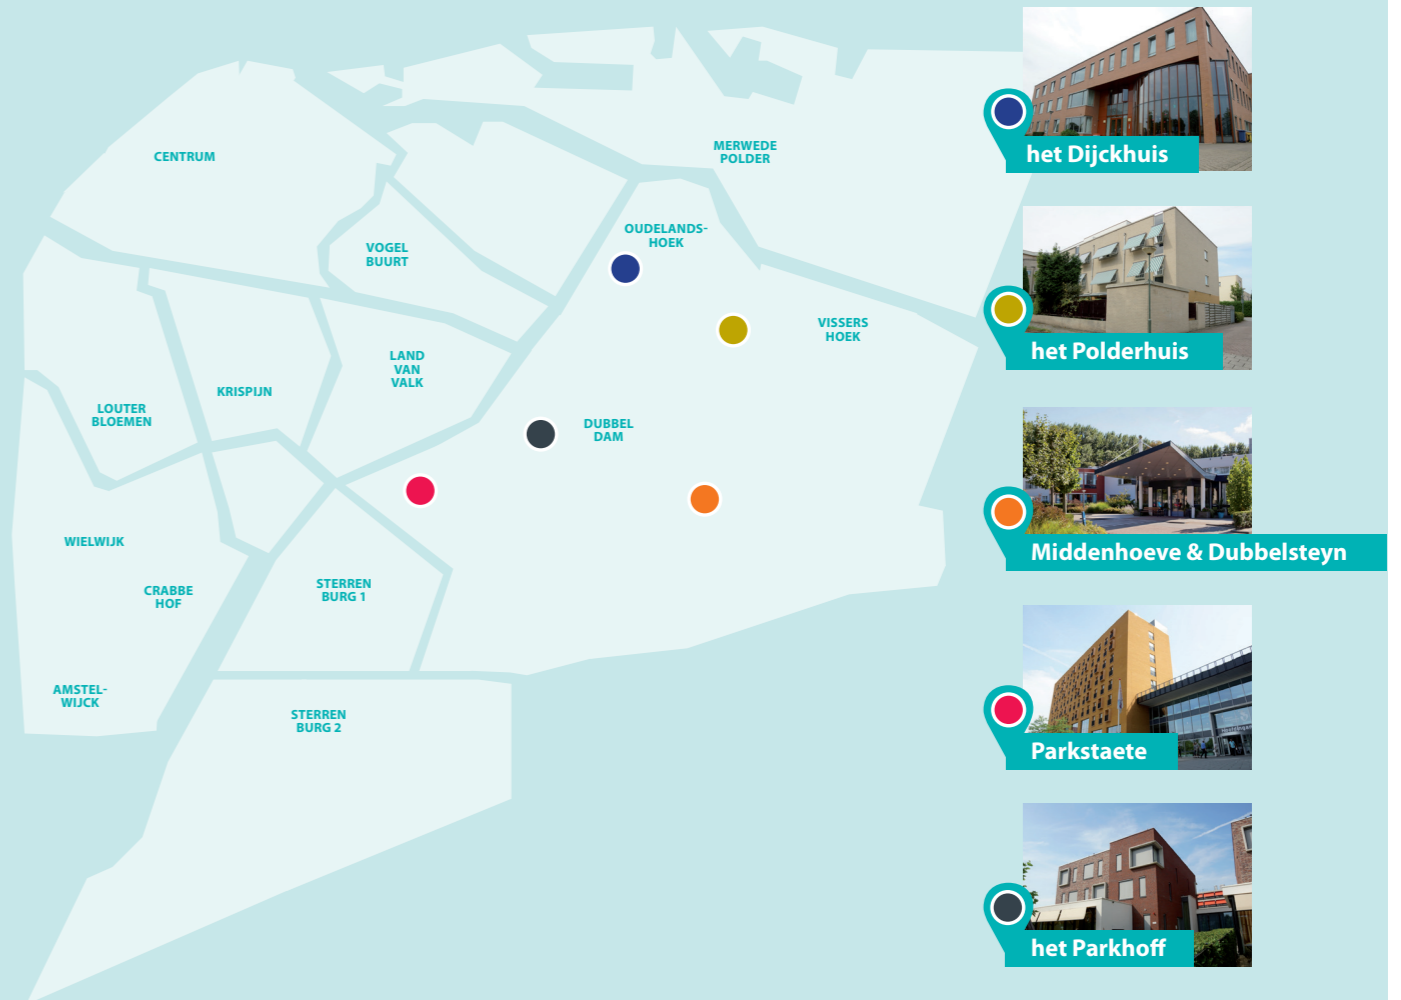 CENTRUM
MERWEDE
POLDER
OUDELANDS-
HOEK
VOGEL
BUURT
VISSERS
HOEK
LAND
VAN
VALK
KRISPIJN
LOUTER
BLOEMEN
DUBBEL
DAM
WIELWIJK
CRABBE
HOF
STERREN
BURG 1
AMSTEL-
WIJCK
STERREN
BURG 2
het Dijckhuis
het Polderhuis
Middenhoeve & Dubbelsteyn
Parkstaete
het Parkhoff